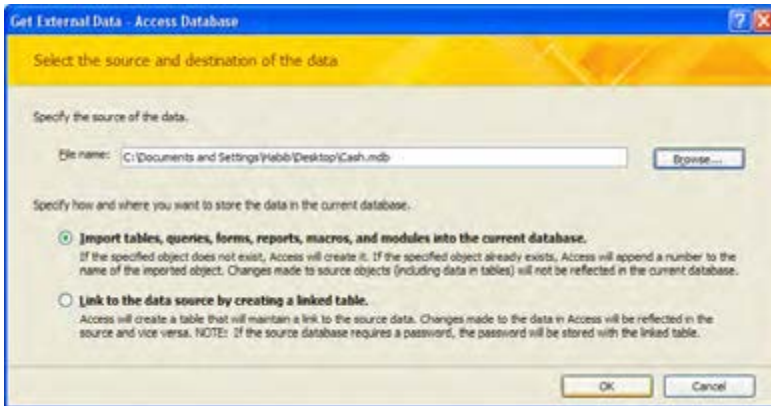 Get External Data - Access Database
Select the source and destination of the data
Specify the source of the data.
File name: C:\Documents and Settings\Habib\Desktop\Cash.mdb Browse...
Specify how and where you want to store the data in the current database.
Import tables, queries, forms, reports, macros, and modules into the current database.
If the specified object does not exist, Access will create it. If the specified object already exists, Access will append a number to the
name of the imported object. Changes made to source objects (including data in tables) will not be reflected in the current database.
Link to the data source by creating a linked table.
Access will create a table that will maintain a link to the source data. Changes made to the data in Access will be reflected in the
source and vice versa. NOTE: If the source database requires a password, the password will be stored with the linked table.
OK Cancel